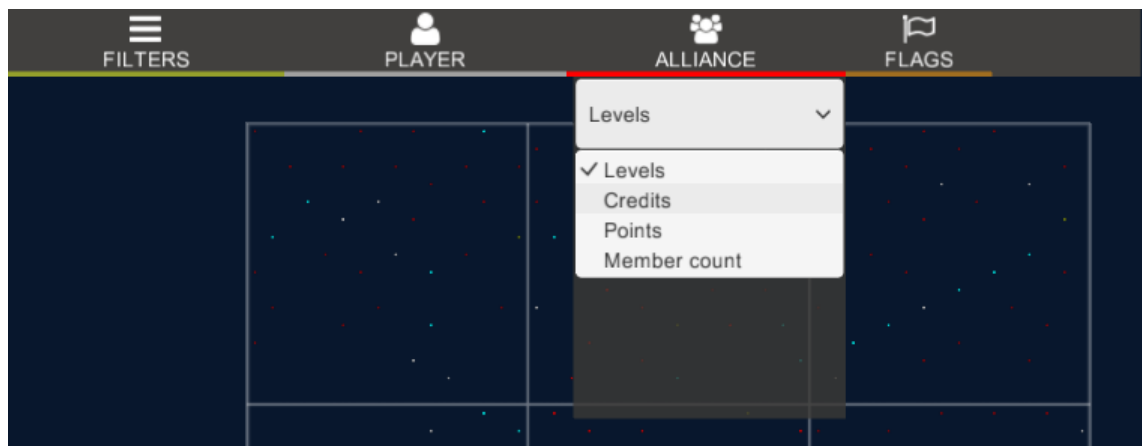 FILTERS PLAYER ALLIANCE FLAGS
Levels
Levels
Credits
Points
Member count